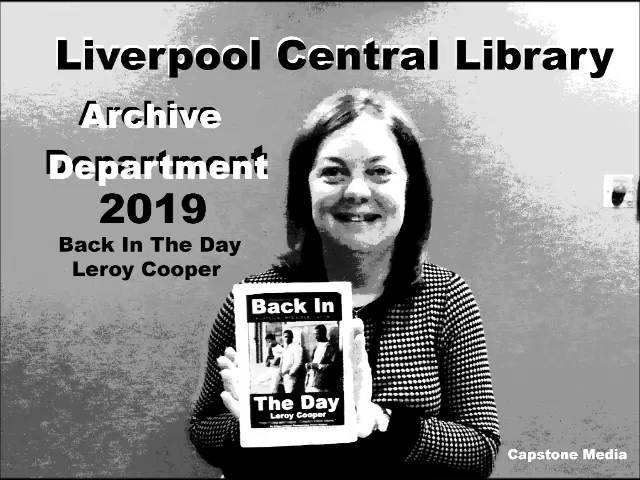 Liverpool Central Library
Archive
Department
2019
Back In The Day
Leroy Cooper
Back In
The Day
Leroy Cooper
Capstone Media